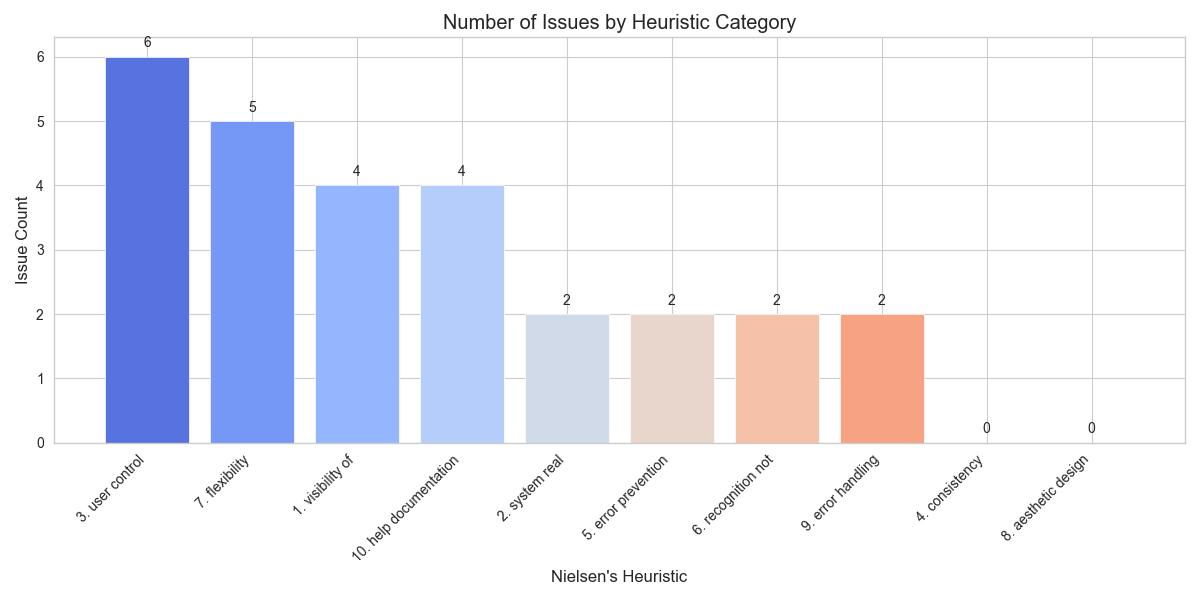 Number of Issues by Heuristic Category
Issue Count
6
5
4
3
2
1
0
6
5
4
4
2
2
2
2
0
0
3. user control
7. flexibility
1. visibility of
10. help documentation
2. system real
5. error prevention
6. recognition not
9. error handling
4. consistency
8. aesthetic design
Nielsen's Heuristic